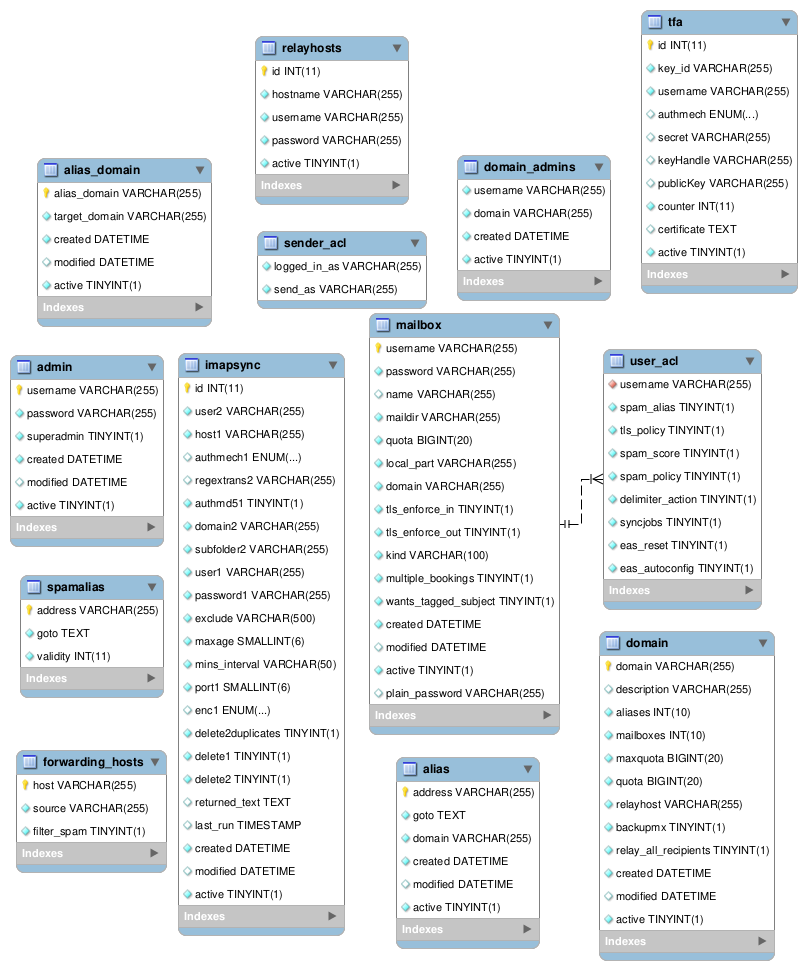 relayhosts
id INT(11)
hostname VARCHAR(255)
username VARCHAR(255)
password VARCHAR(255)
active TINYINT(1)
Indexes
tfa
id INT(11)
key_id VARCHAR(255)
username VARCHAR(255)
authmech ENUM(...)
secret VARCHAR(255)
keyHandle VARCHAR(255)
publicKey VARCHAR(255)
counter INT(11)
certificate TEXT
active TINYINT(1)
Indexes
alias_domain
alias_domain VARCHAR(255)
target_domain VARCHAR(255)
created DATETIME
modified DATETIME
active TINYINT(1)
Indexes
domain_admins
username VARCHAR(255)
domain VARCHAR(255)
created DATETIME
active TINYINT(1)
Indexes
sender_acl
logged_in_as VARCHAR(255)
send_as VARCHAR(255)
mailbox
username VARCHAR(255)
password VARCHAR(255)
name VARCHAR(255)
maildir VARCHAR(255)
quota BIGINT(20)
local_part VARCHAR(255)
domain VARCHAR(255)
tls_enforce_in TINYINT(1)
tls_enforce_out TINYINT(1)
kind VARCHAR(100)
multiple_bookings TINYINT(1)
wants_tagged_subject TINYINT(1)
created DATETIME
modified DATETIME
active TINYINT(1)
plain_password VARCHAR(255)
Indexes
admin
username VARCHAR(255)
password VARCHAR(255)
superadmin TINYINT(1)
created DATETIME
modified DATETIME
active TINYINT(1)
Indexes
imapsync
id INT(11)
user2 VARCHAR(255)
host1 VARCHAR(255)
authmech1 ENUM(...)
regextrans2 VARCHAR(255)
authmd51 TINYINT(1)
domain2 VARCHAR(255)
subfolder2 VARCHAR(255)
user1 VARCHAR(255)
password1 VARCHAR(255)
exclude VARCHAR(500)
maxage SMALLINT(6)
mins_interval VARCHAR(50)
port1 SMALLINT(6)
enc1 ENUM(...)
delete2duplicates TINYINT(1)
delete1 TINYINT(1)
delete2 TINYINT(1)
returned_text TEXT
last_run TIMESTAMP
created DATETIME
modified DATETIME
active TINYINT(1)
Indexes
user_acl
username VARCHAR(255)
spam_alias TINYINT(1)
tls_policy TINYINT(1)
spam_score TINYINT(1)
spam_policy TINYINT(1)
delimiter_action TINYINT(1)
syncjobs TINYINT(1)
eas_reset TINYINT(1)
eas_autoconfig TINYINT(1)
Indexes
spamalias
address VARCHAR(255)
goto TEXT
validity INT(11)
Indexes
domain
domain VARCHAR(255)
description VARCHAR(255)
aliases INT(10)
mailboxes INT(10)
maxquota BIGINT(20)
quota BIGINT(20)
relayhost VARCHAR(255)
backupmx TINYINT(1)
relay_all_recipients TINYINT(1)
created DATETIME
modified DATETIME
active TINYINT(1)
Indexes
forwarding_hosts
host VARCHAR(255)
source VARCHAR(255)
filter_spam TINYINT(1)
Indexes
alias
address VARCHAR(255)
goto TEXT
domain VARCHAR(255)
created DATETIME
modified DATETIME
active TINYINT(1)
Indexes